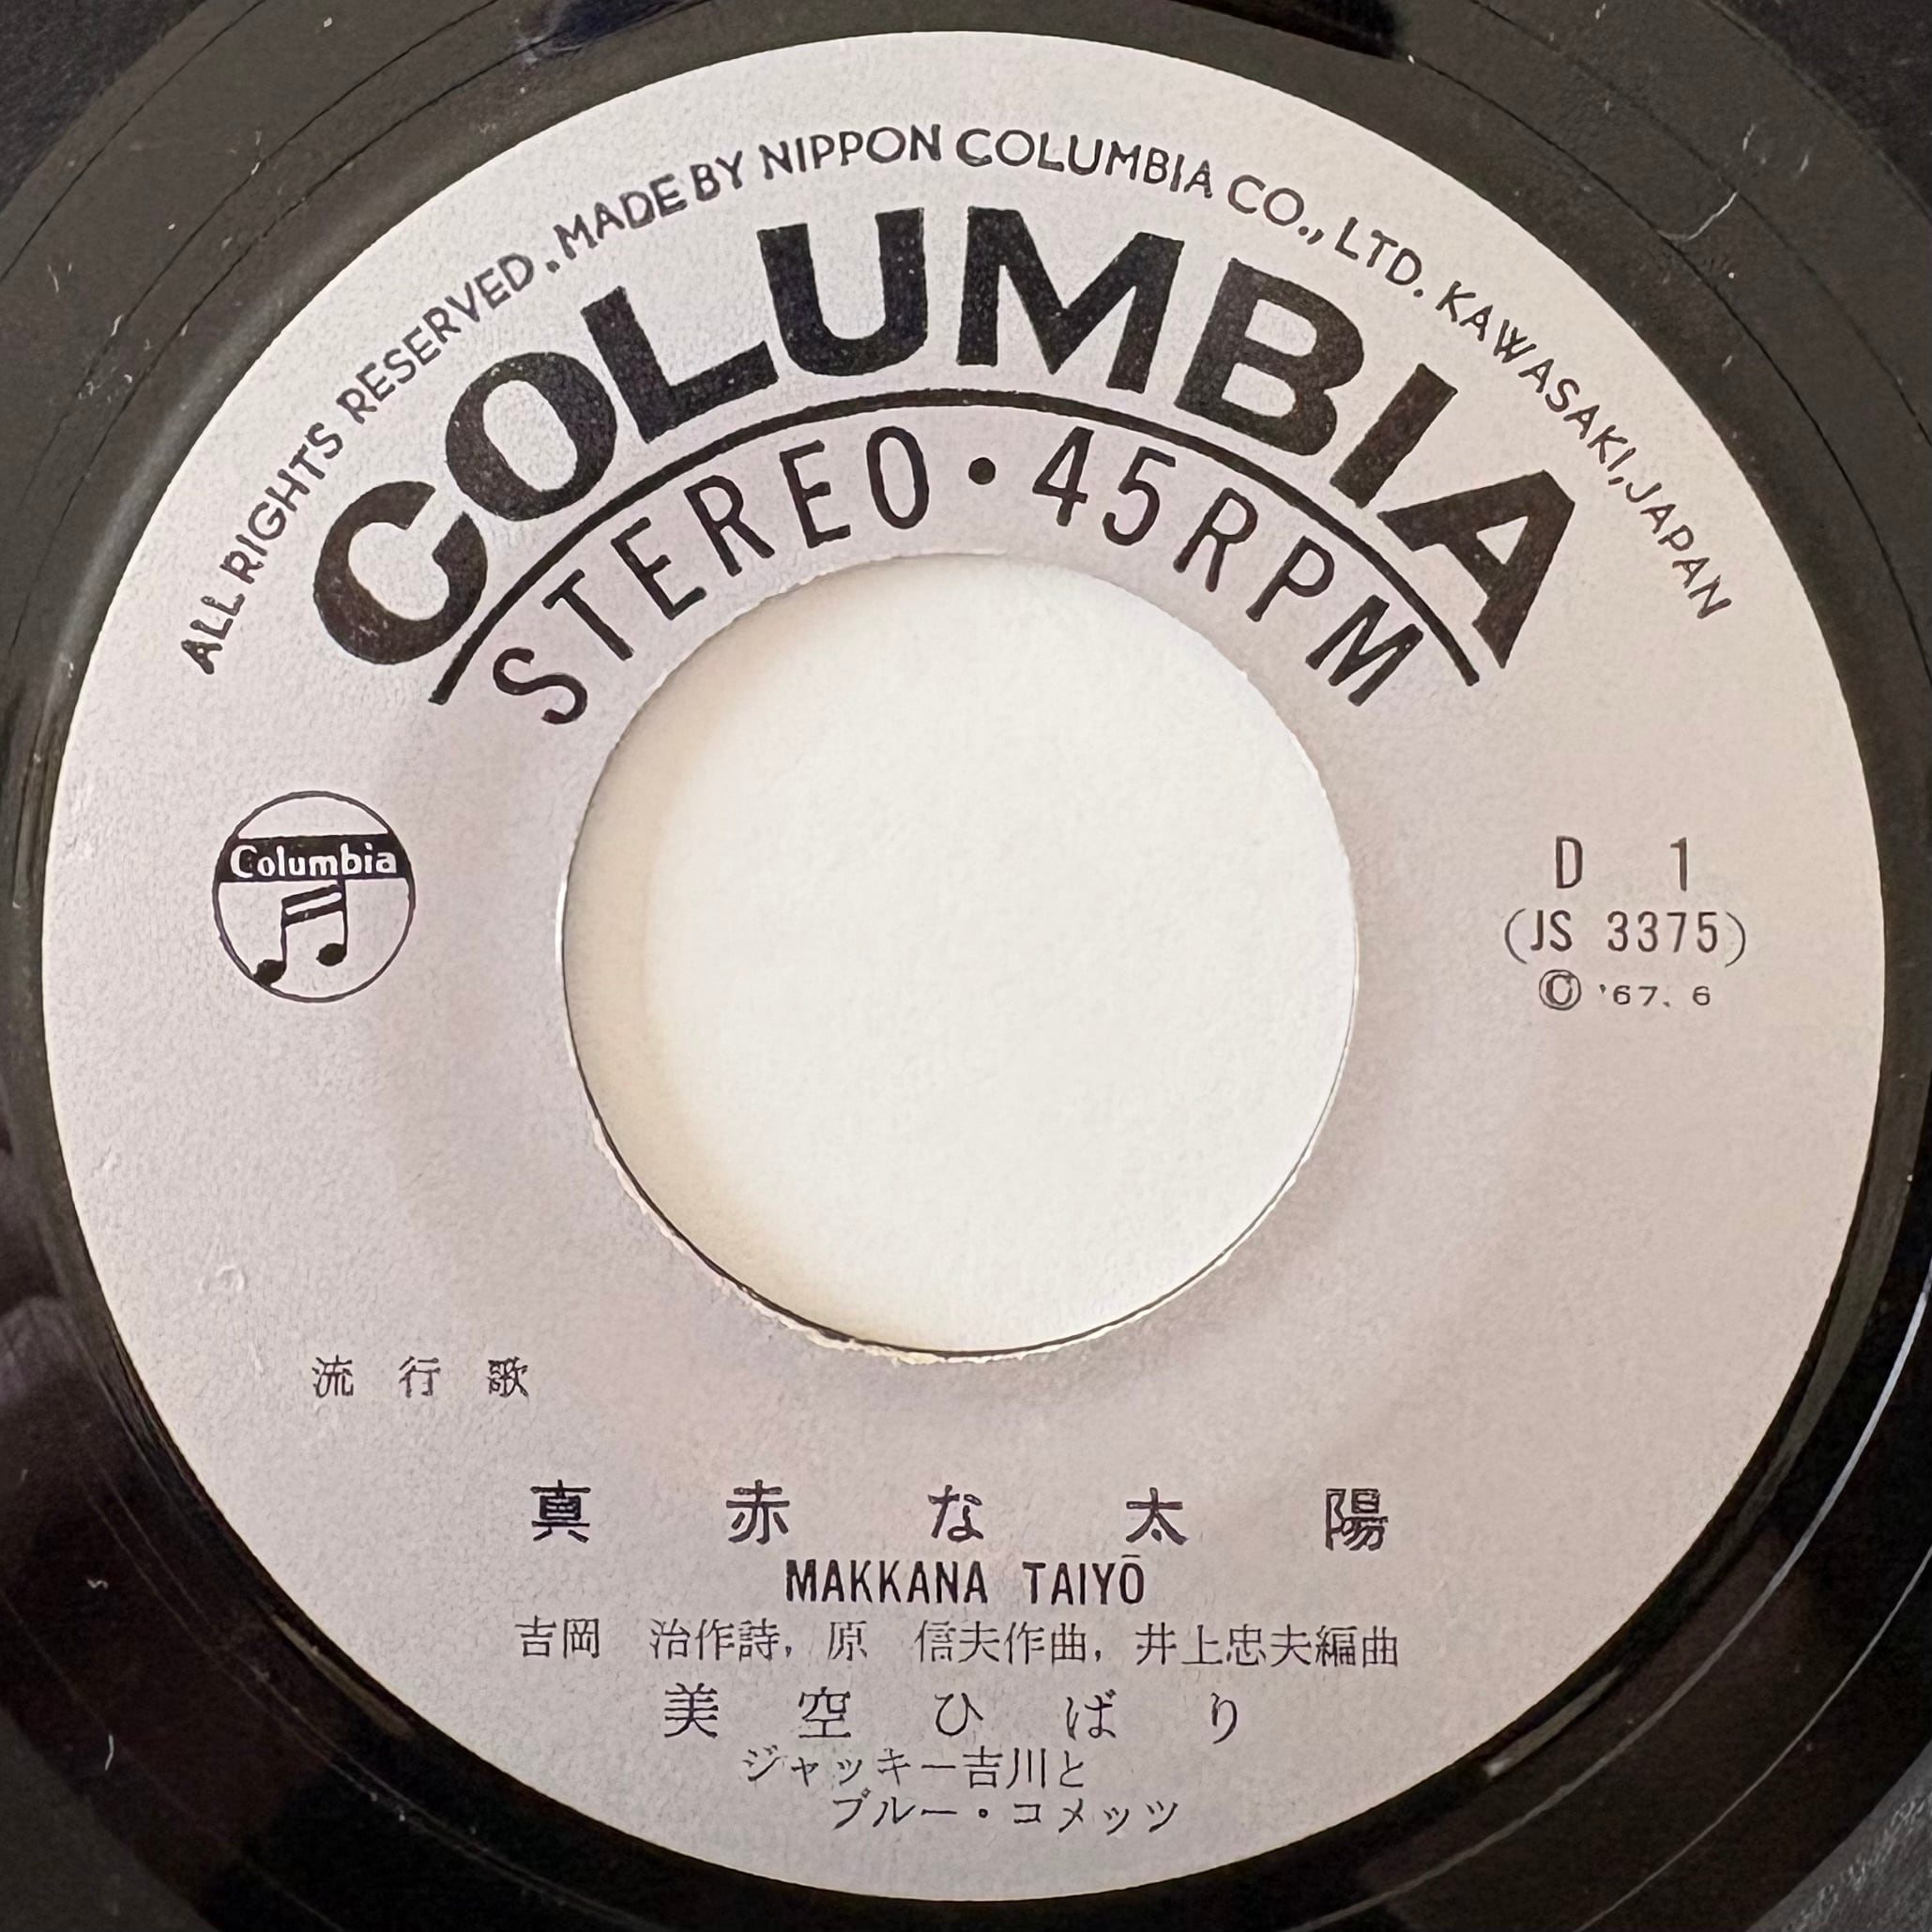 ALL RIGHTS RESERVED. MADE BY NIPPON COLUMBIA CO., LTD. KAWASAKI, JAPAN
COLUMBIA
STEREO・45RPM
Columbia
D 1
(JS 3375)
© '67. 6
流行歌
真赤な太陽
MAKKANA TAIYŌ
吉岡 治作詩, 原 信夫作曲, 井上忠夫編曲
美空ひばり
ジャッキー吉川と
ブルー・コメッツ